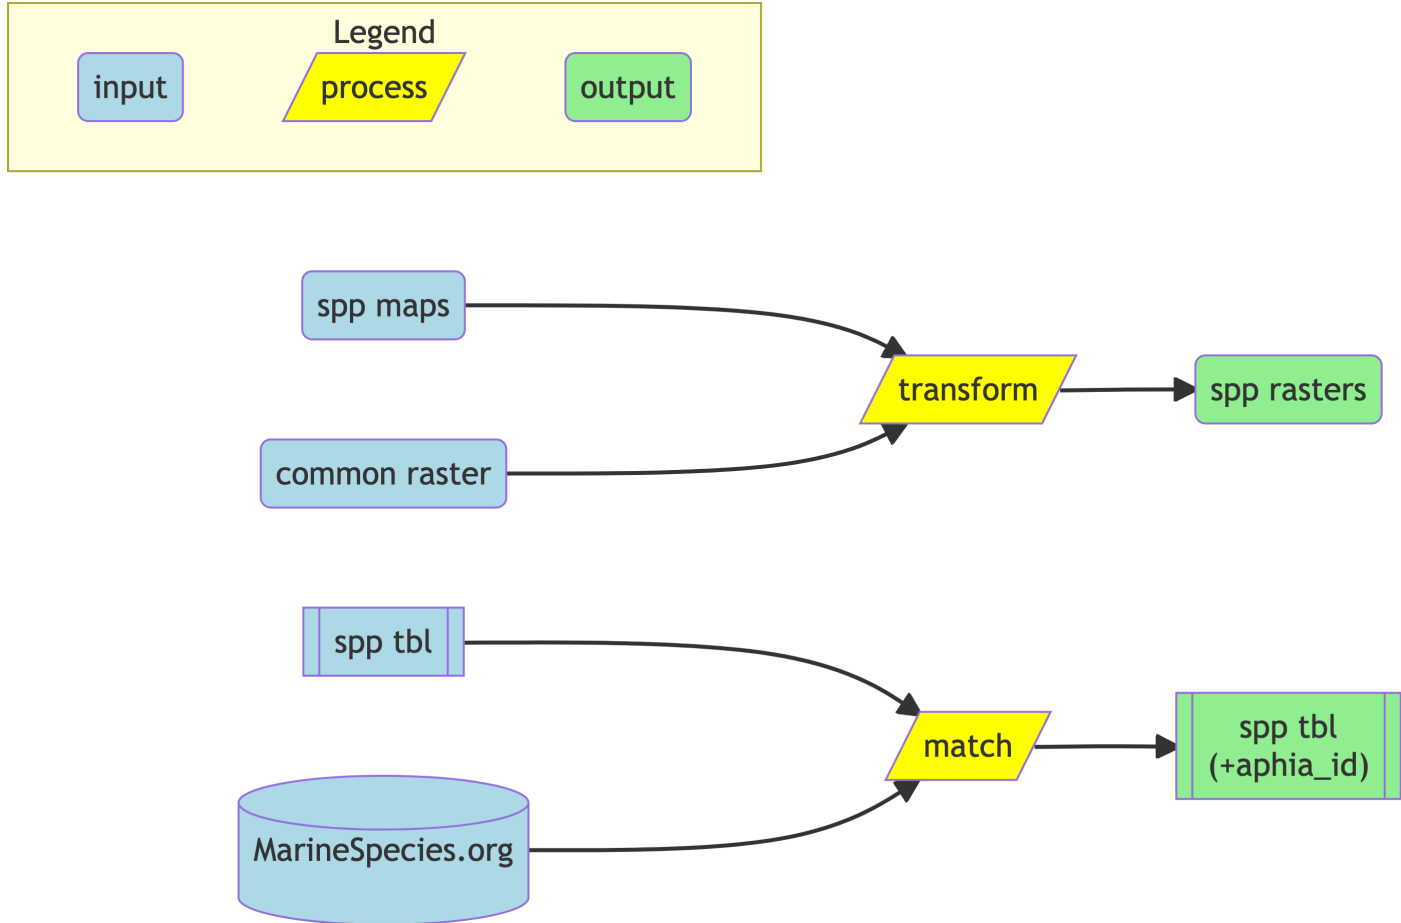 Legend
input
process
output
spp maps
transform
spp rasters
common raster
spp tbl
match
spp tbl
(+aphia_id)
MarineSpecies.org